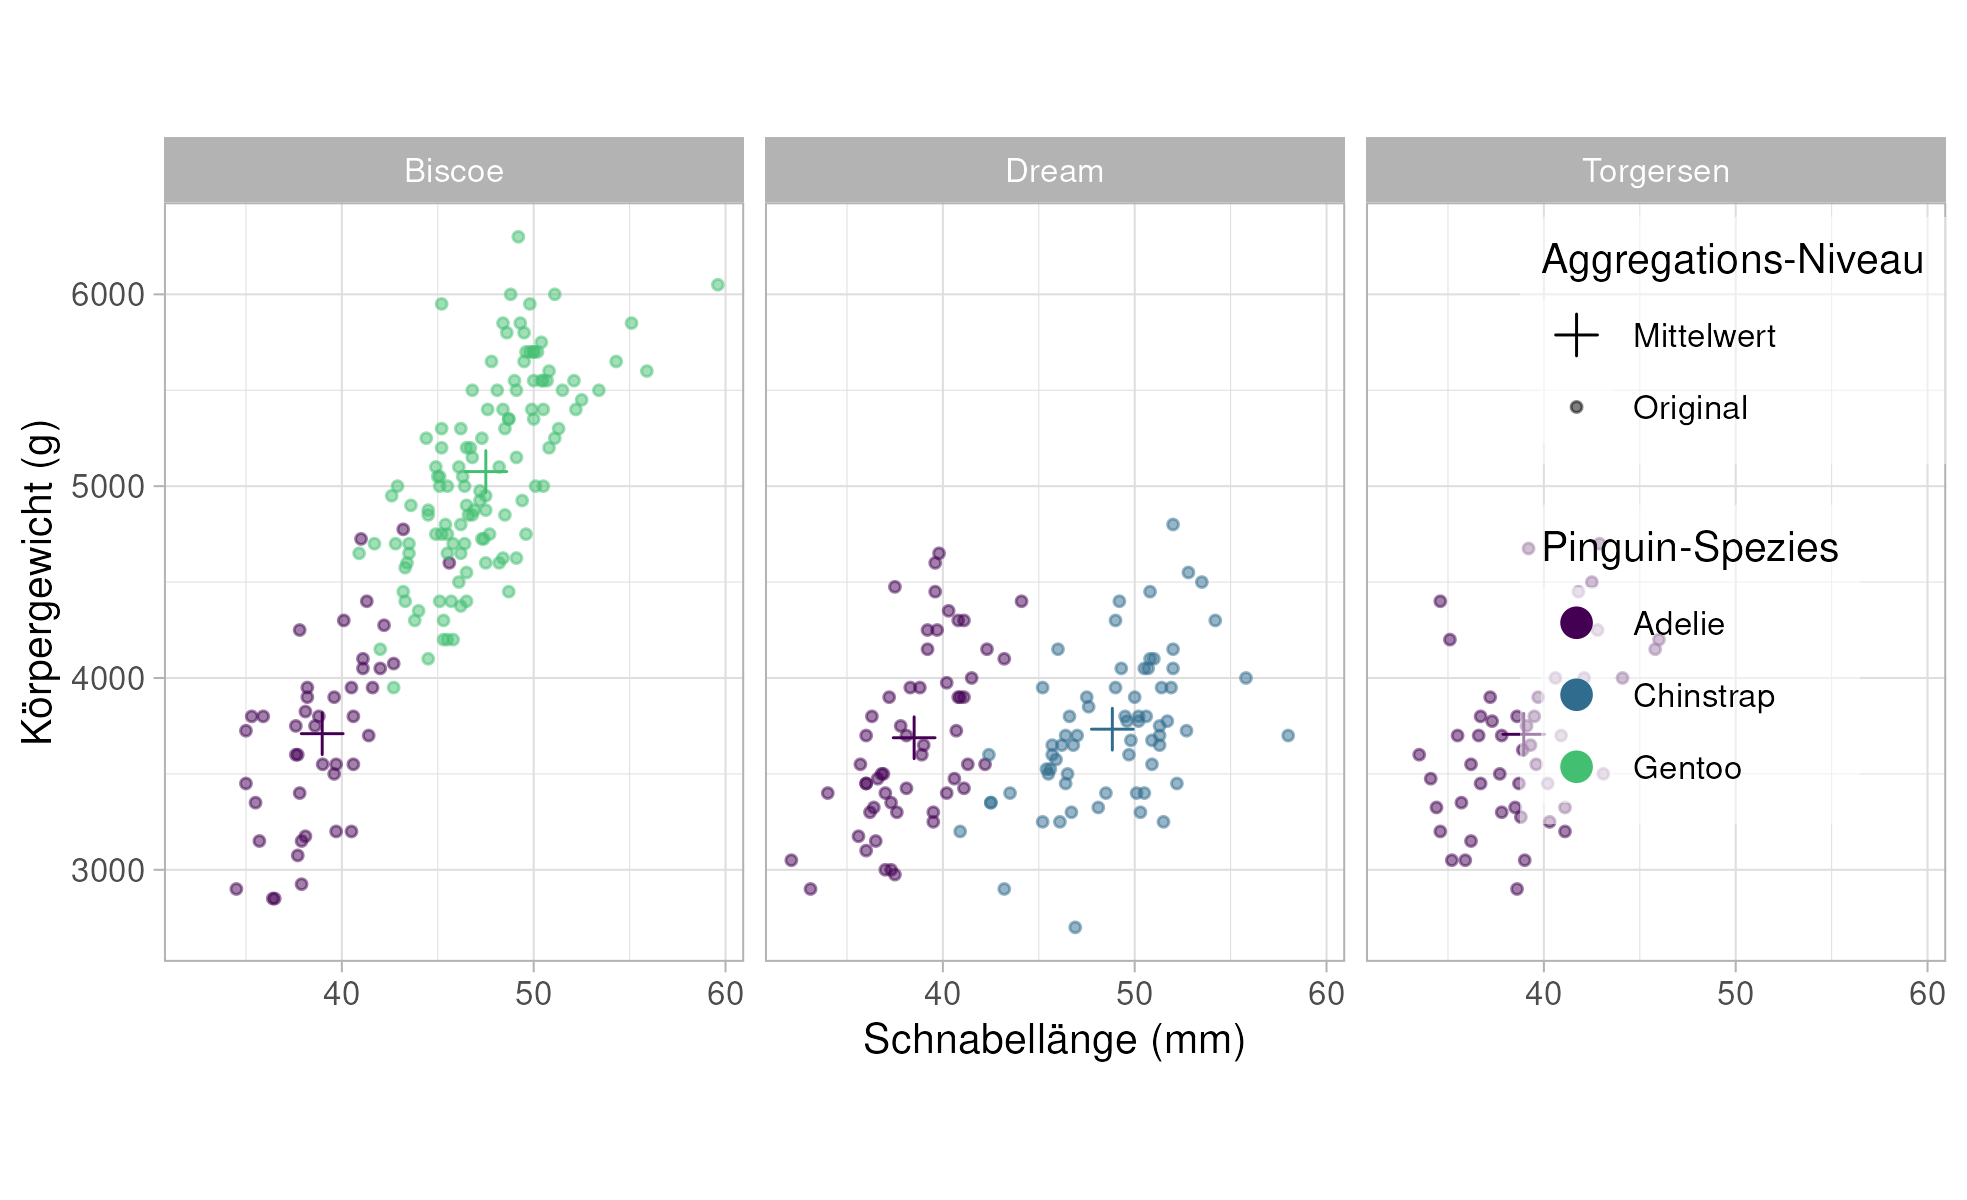 Biscoe
Dream
Torgersen
Körpergewicht (g)
6000
5000
4000
3000
Aggregations-Niveau
Mittelwert
Original
Pinguin-Spezies
Adelie
Chinstrap
Gentoo
40 50 60
40 50 60
40 50 60
Schnabellänge (mm)